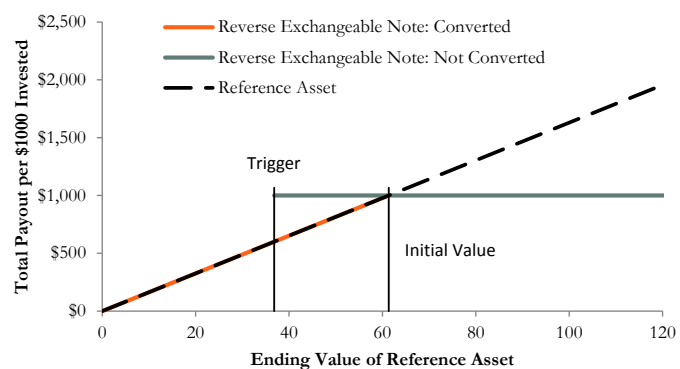 $2,500
Reverse Exchangeable Note: Converted
Reverse Exchangeable Note: Not Converted
Reference Asset
$2,000
$1,500
$1,000
$500
$0
Total Payout per $1000 Invested
Trigger
Initial Value
0 20 40 60 80 100 120
Ending Value of Reference Asset